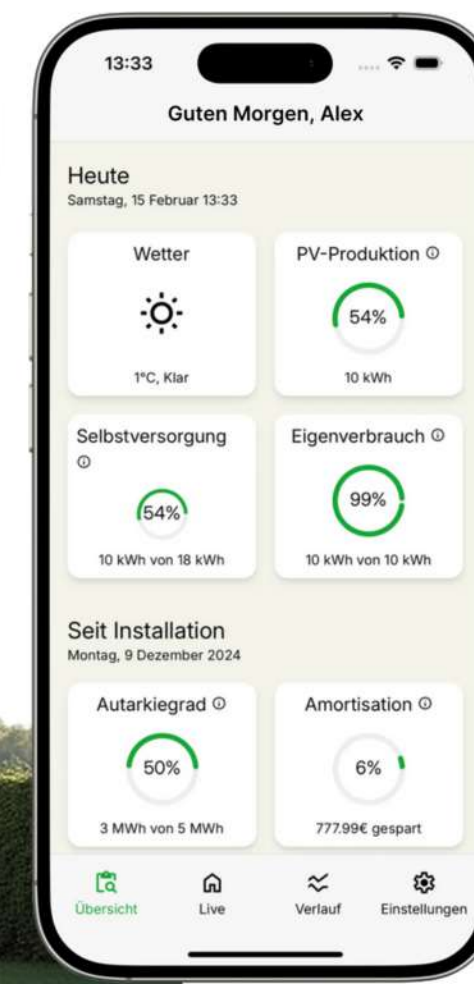 13:33
Guten Morgen, Alex
Heute
Samstag, 15 Februar 13:33
Wetter
1°C, Klar
PV-Produktion
54%
10 kWh
Selbstversorgung
54%
10 kWh von 18 kWh
Eigenverbrauch
99%
10 kWh von 10 kWh
Seit Installation
Montag, 9 Dezember 2024
Autarkiegrad
50%
3 MWh von 5 MWh
Amortisation
6%
777.99€ gespart
Übersicht
Live
Verlauf
Einstellungen